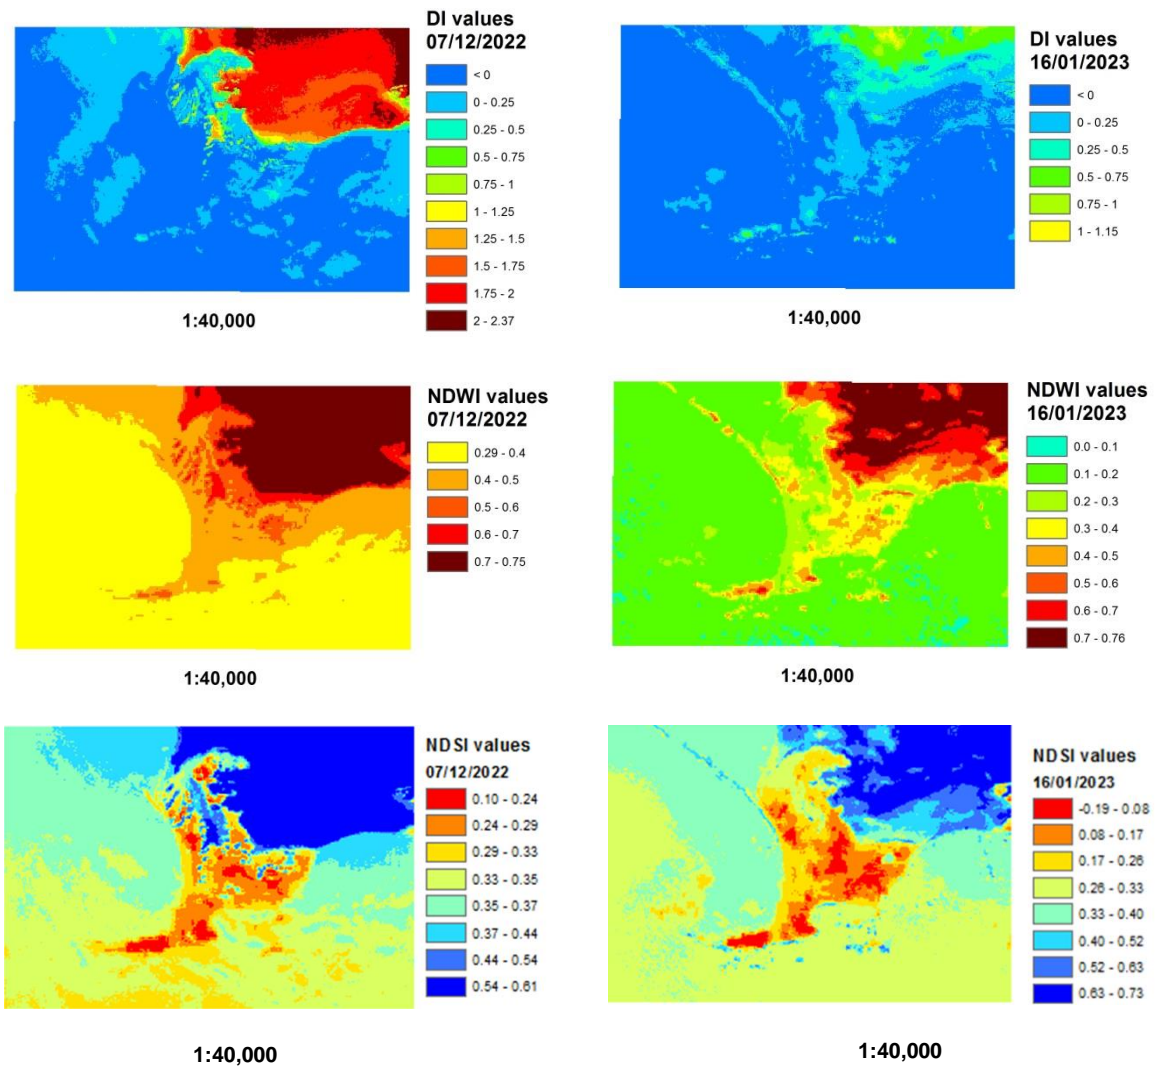 DI values
07/12/2022
< 0
0 - 0.25
0.25 - 0.5
0.5 - 0.75
0.75 - 1
1 - 1.25
1.25 - 1.5
1.5 - 1.75
1.75 - 2
2 - 2.37
1:40,000
DI values
16/01/2023
< 0
0 - 0.25
0.25 - 0.5
0.5 - 0.75
0.75 - 1
1 - 1.15
1:40,000
NDWI values
07/12/2022
0.29 - 0.4
0.4 - 0.5
0.5 - 0.6
0.6 - 0.7
0.7 - 0.75
1:40,000
NDWI values
16/01/2023
0.0 - 0.1
0.1 - 0.2
0.2 - 0.3
0.3 - 0.4
0.4 - 0.5
0.5 - 0.6
0.6 - 0.7
0.7 - 0.76
1:40,000
NDSI values
07/12/2022
0.10 - 0.24
0.24 - 0.29
0.29 - 0.33
0.33 - 0.35
0.35 - 0.37
0.37 - 0.44
0.44 - 0.54
0.54 - 0.61
1:40,000
NDSI values
16/01/2023
-0.19 - 0.08
0.08 - 0.17
0.17 - 0.26
0.26 - 0.33
0.33 - 0.40
0.40 - 0.52
0.52 - 0.63
0.63 - 0.73
1:40,000